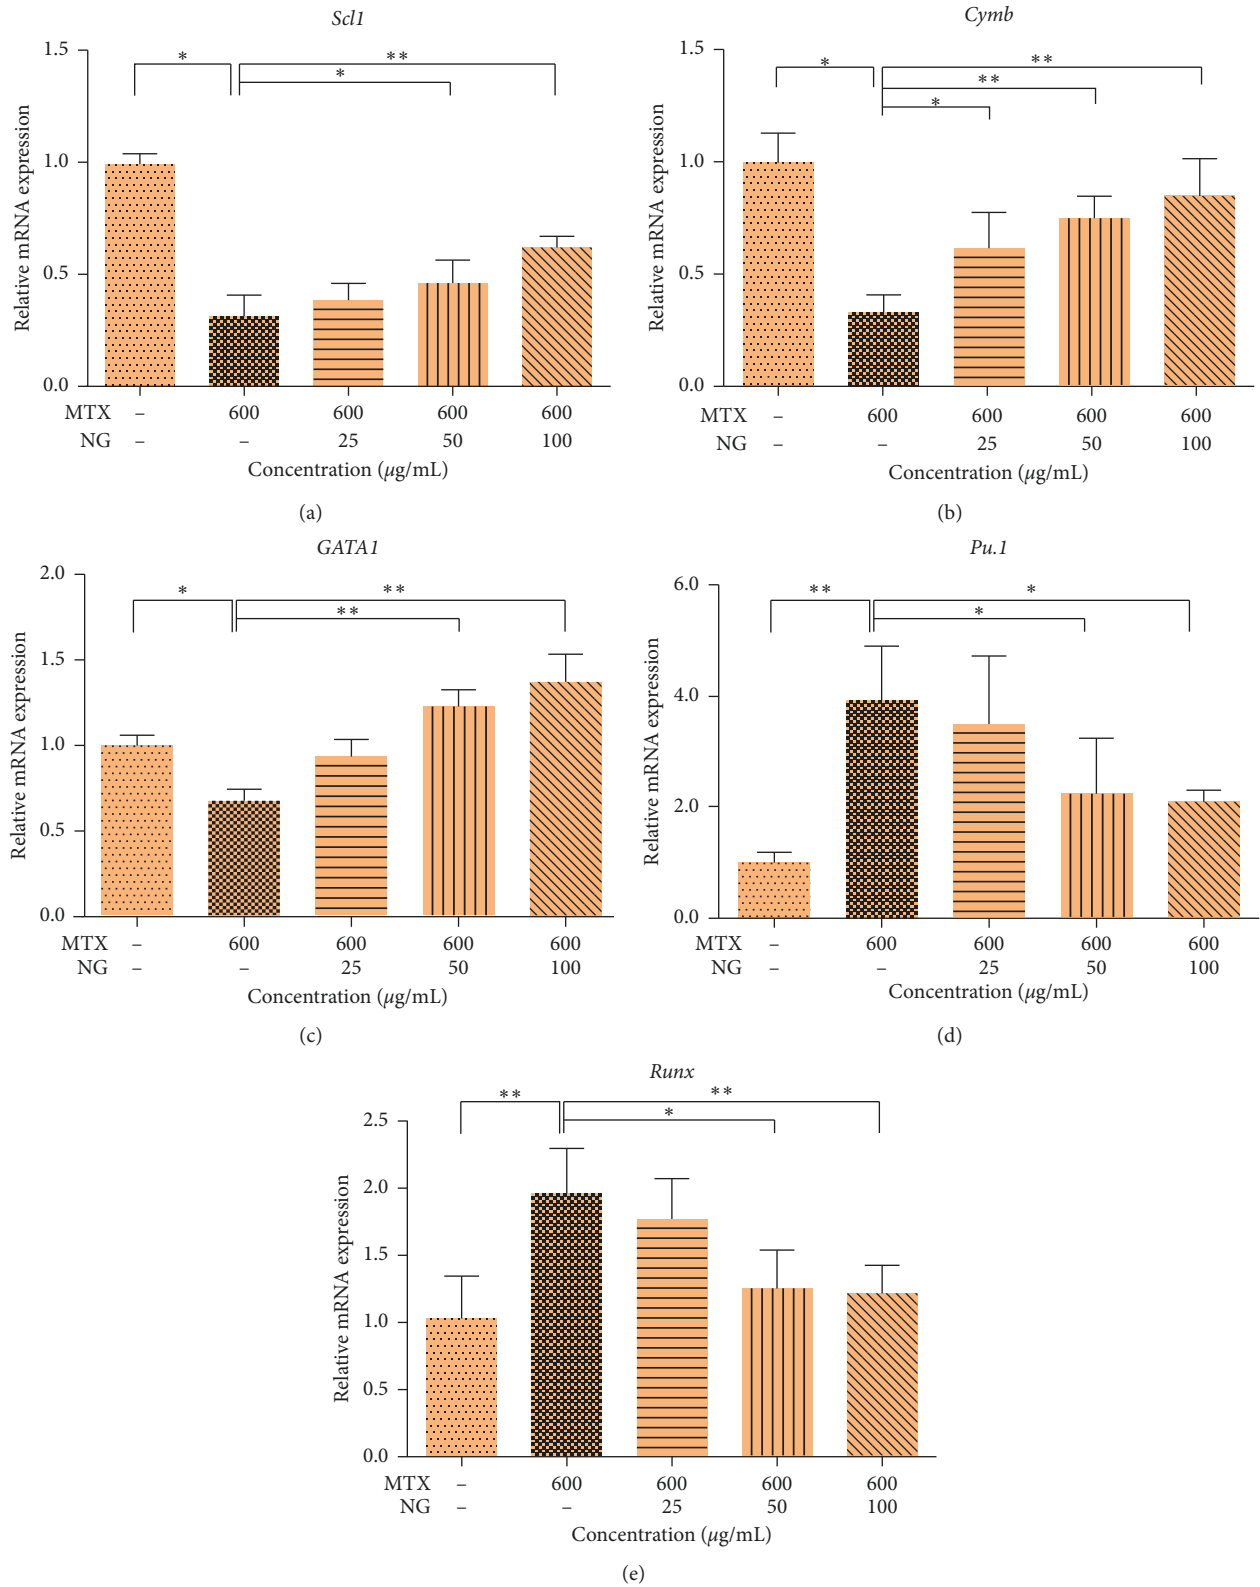 Scl1
* **
*
1.5
1.0
0.5
0.0
Relative mRNA expression
MTX – 600 600 600 600
NG – – 25 50 100
Concentration (µg/mL)
(a)
Cymb
* **
**
*
1.5
1.0
0.5
0.0
Relative mRNA expression
MTX – 600 600 600 600
NG – – 25 50 100
Concentration (µg/mL)
(b)
GATA1
* **
**
2.0
1.5
1.0
0.5
0.0
Relative mRNA expression
MTX – 600 600 600 600
NG – – 25 50 100
Concentration (µg/mL)
(c)
Pu.1
** *
*
6.0
4.0
2.0
0.0
Relative mRNA expression
MTX – 600 600 600 600
NG – – 25 50 100
Concentration (µg/mL)
(d)
Runx
** **
*
2.5
2.0
1.5
1.0
0.5
0.0
Relative mRNA expression
MTX – 600 600 600 600
NG – – 25 50 100
Concentration (µg/mL)
(e)